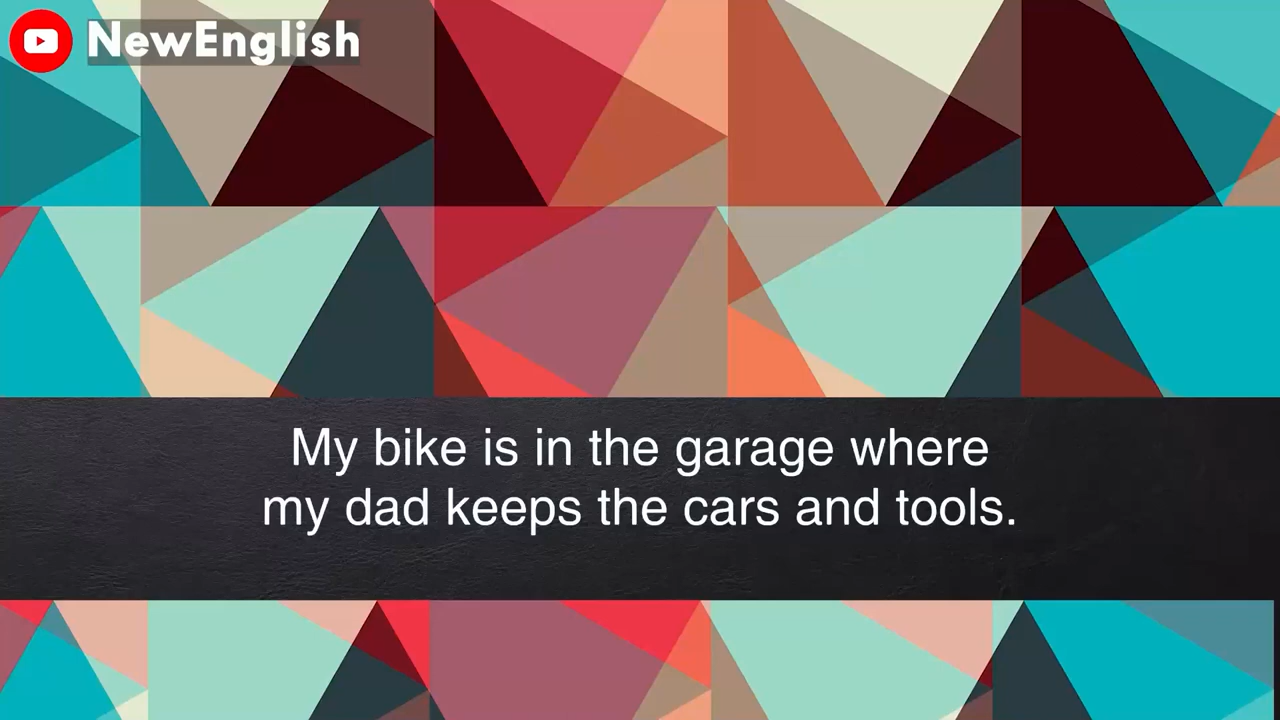 NewEnglish
My bike is in the garage where
my dad keeps the cars and tools.